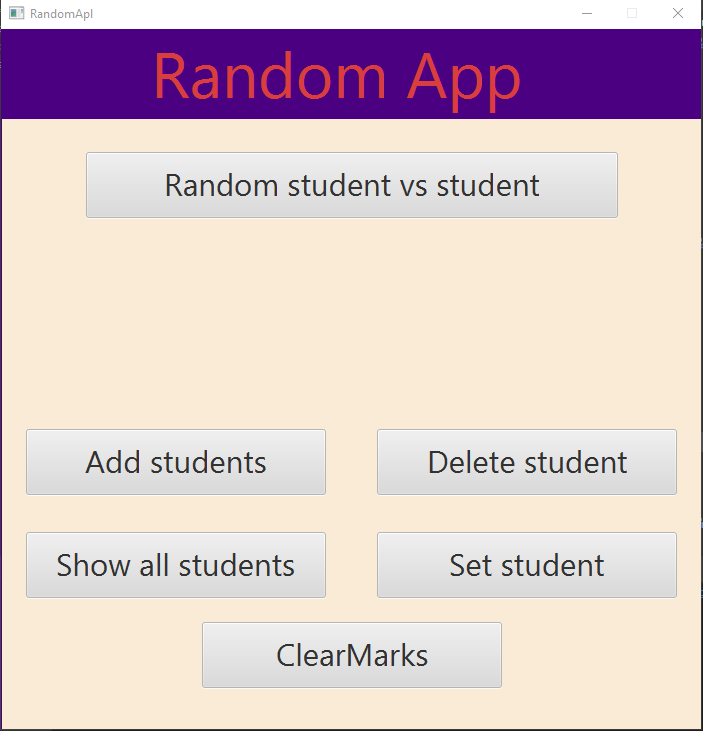 RandomApl
Random App
Random student vs student
Add students
Delete student
Show all students
Set student
ClearMarks